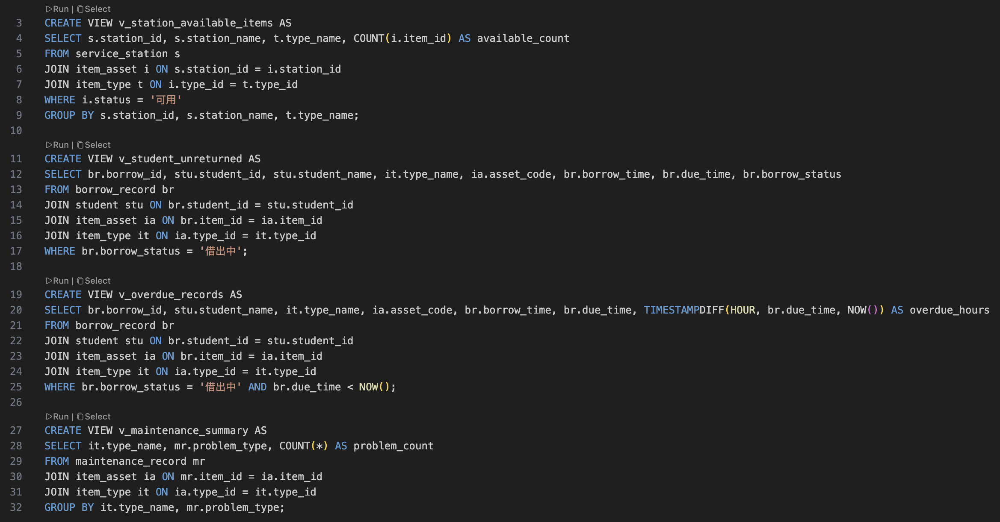 Run | Select
3 CREATE VIEW v_station_available_items AS
4 SELECT s.station_id, s.station_name, t.type_name, COUNT(i.item_id) AS available_count
5 FROM service_station s
6 JOIN item_asset i ON s.station_id = i.station_id
7 JOIN item_type t ON i.type_id = t.type_id
8 WHERE i.status = '可用'
9 GROUP BY s.station_id, s.station_name, t.type_name;
10
Run | Select
11 CREATE VIEW v_student_unreturned AS
12 SELECT br.borrow_id, stu.student_id, stu.student_name, it.type_name, ia.asset_code, br.borrow_time, br.due_time, br.borrow_status
13 FROM borrow_record br
14 JOIN student stu ON br.student_id = stu.student_id
15 JOIN item_asset ia ON br.item_id = ia.item_id
16 JOIN item_type it ON ia.type_id = it.type_id
17 WHERE br.borrow_status = '借出中';
18
Run | Select
19 CREATE VIEW v_overdue_records AS
20 SELECT br.borrow_id, stu.student_name, it.type_name, ia.asset_code, br.borrow_time, br.due_time, TIMESTAMPDIFF(HOUR, br.due_time, NOW()) AS overdue_hours
21 FROM borrow_record br
22 JOIN student stu ON br.student_id = stu.student_id
23 JOIN item_asset ia ON br.item_id = ia.item_id
24 JOIN item_type it ON ia.type_id = it.type_id
25 WHERE br.borrow_status = '借出中' AND br.due_time < NOW();
26
Run | Select
27 CREATE VIEW v_maintenance_summary AS
28 SELECT it.type_name, mr.problem_type, COUNT(*) AS problem_count
29 FROM maintenance_record mr
30 JOIN item_asset ia ON mr.item_id = ia.item_id
31 JOIN item_type it ON ia.type_id = it.type_id
32 GROUP BY it.type_name, mr.problem_type;